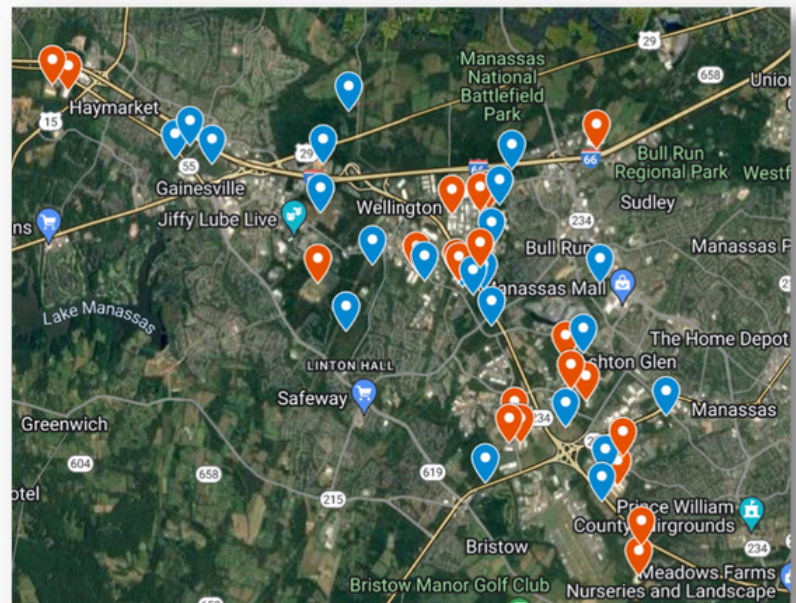 29
Manassas
National
Battlefield
Park
658
Union
Haymarket
15
66
Bull Run
Regional Park
29
55
66
Gainesville
Westf
Wellington
Sudley
ns
Jiffy Lube Live
234
Bull Run
Manassas P
Manassas Mall
Lake Manassas
The Home Depot
LINTON HALL
shton Glen
Safeway
Manassas
Greenwich
234
604
658
619
otel
215
Prince William
County Fairgrounds
234
Bristow
Meadows Farms
Nurseries and Landscape
Bristow Manor Golf Club